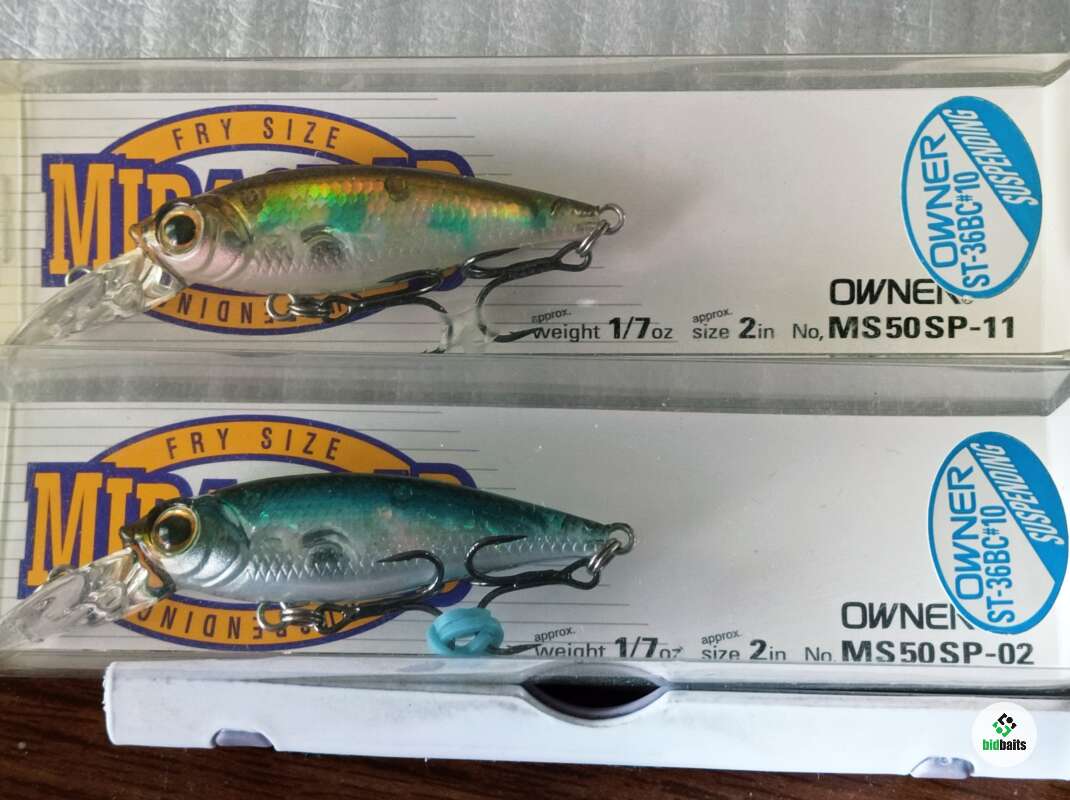 FRY SIZE
OWNER
ST-36BC#10
SUSPENDING
OWNER
approx. approx.
weight 1/7oz size 2in No, MS50SP-11
FRY SIZE
OWNER
ST-36BC#10
SUSPENDING
OWNER
approx. approx.
weight 1/7oz size 2in No. MS50SP-02
bidbaits